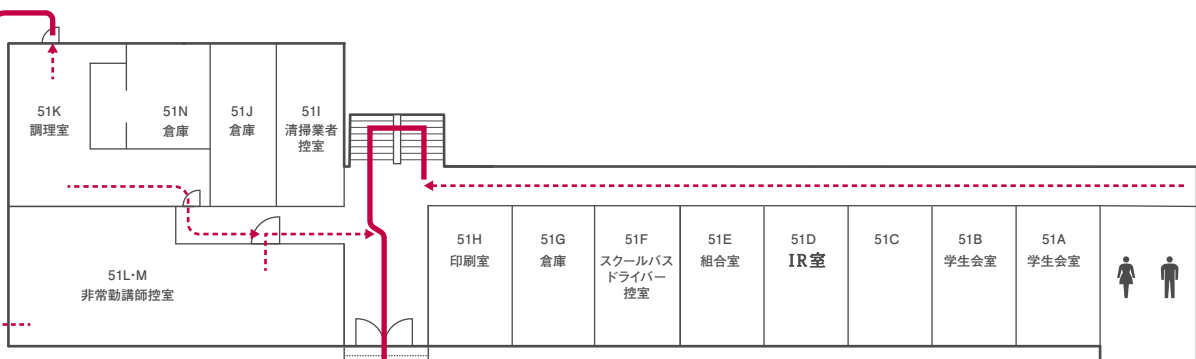 51K
調理室
51N
倉庫
51J
倉庫
51I
清掃業者
控室
51L・M
非常勤講師控室
51H
印刷室
51G
倉庫
51F
スクールバス
ドライバー
控室
51E
組合室
51D
IR室
51C
51B
学生会室
51A
学生会室